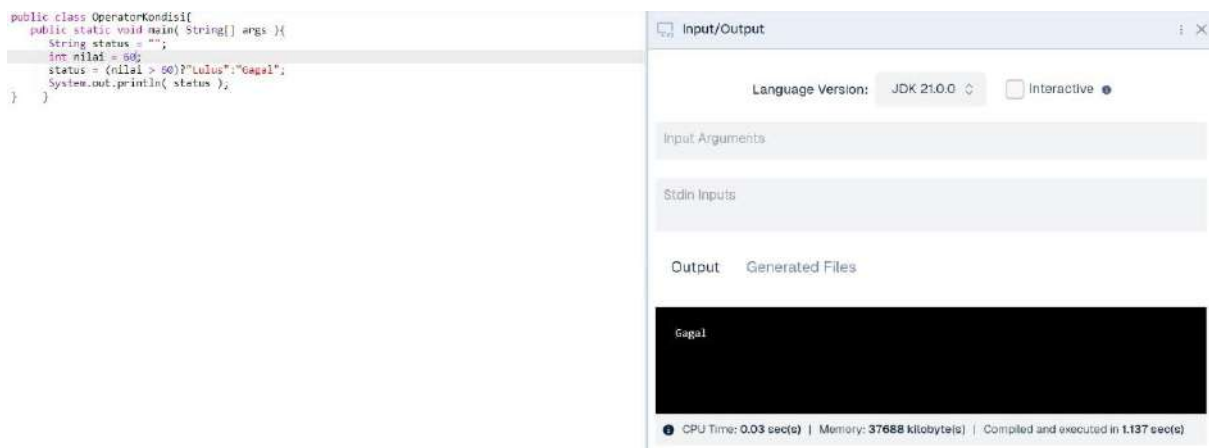 public class OperatorKondisi{
public static void main( String[] args ){
String status = "";
int nilai = 60;
status = (nilai > 60)?"Lulus":"Gagal";
System.out.println( status );
} }
Input/Output
Language Version: JDK 21.0.0 Interactive
Input Arguments
Stdin Inputs
Output Generated Files
Gagal
CPU Time: 0.03 sec(s) | Memory: 37688 kilobyte(s) | Compiled and executed in 1.137 sec(s)